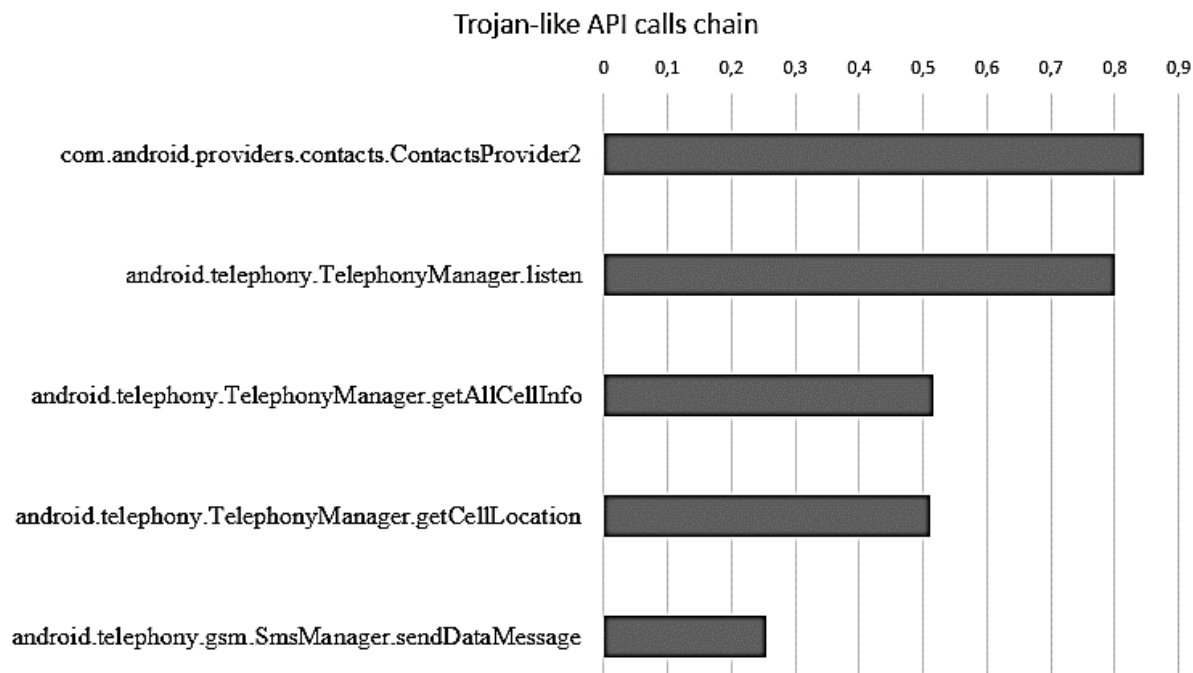 Trojan-like API calls chain
0 0,1 0,2 0,3 0,4 0,5 0,6 0,7 0,8 0,9
com.android.providers.contacts.ContactsProvider2
android.telephony.TelephonyManager.listen
android.telephony.TelephonyManager.getAllCellInfo
android.telephony.TelephonyManager.getCellLocation
android.telephony.gsm.SmsManager.sendDataMessage